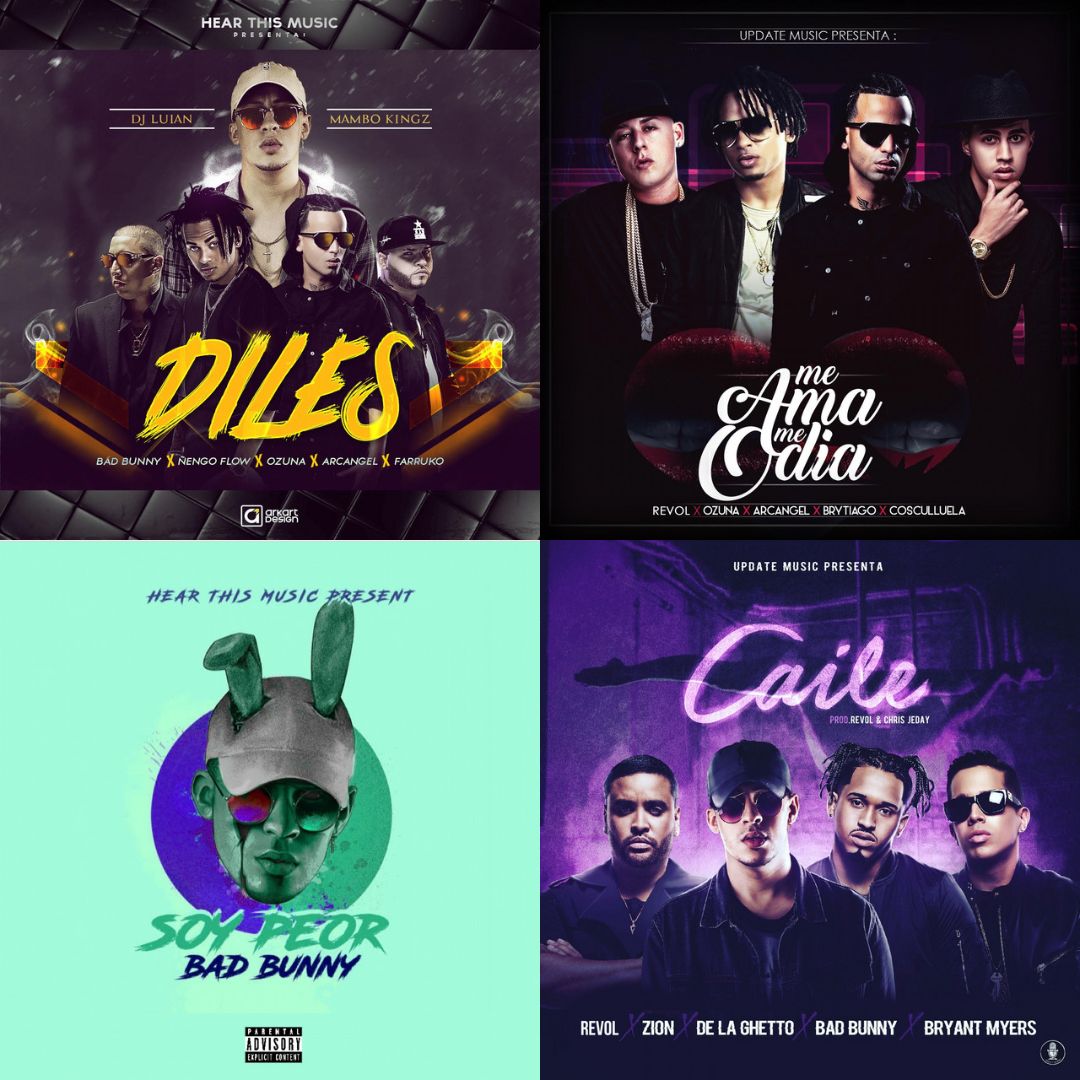 HEAR THIS MUSIC
PRESENTA:
DJ LUIAN
MAMBO KINGZ
DILES
BAD BUNNY X ÑENGO FLOW X OZUNA X ARCANGEL X FARRUKO
arkart
Design
UPDATE MUSIC PRESENTA :
me
Ama
me
Odia
REVOL X OZUNA X ARCANGEL X BRYTIAGO X COSCULLUELA
HEAR THIS MUSIC PRESENT
SOY PEOR
BAD BUNNY
PARENTAL
ADVISORY
EXPLICIT CONTENT
UPDATE MUSIC PRESENTA
Caile
PROD.REVOL & CHRIS JEDAY
REVOL X ZION X DE LA GHETTO X BAD BUNNY X BRYANT MYERS